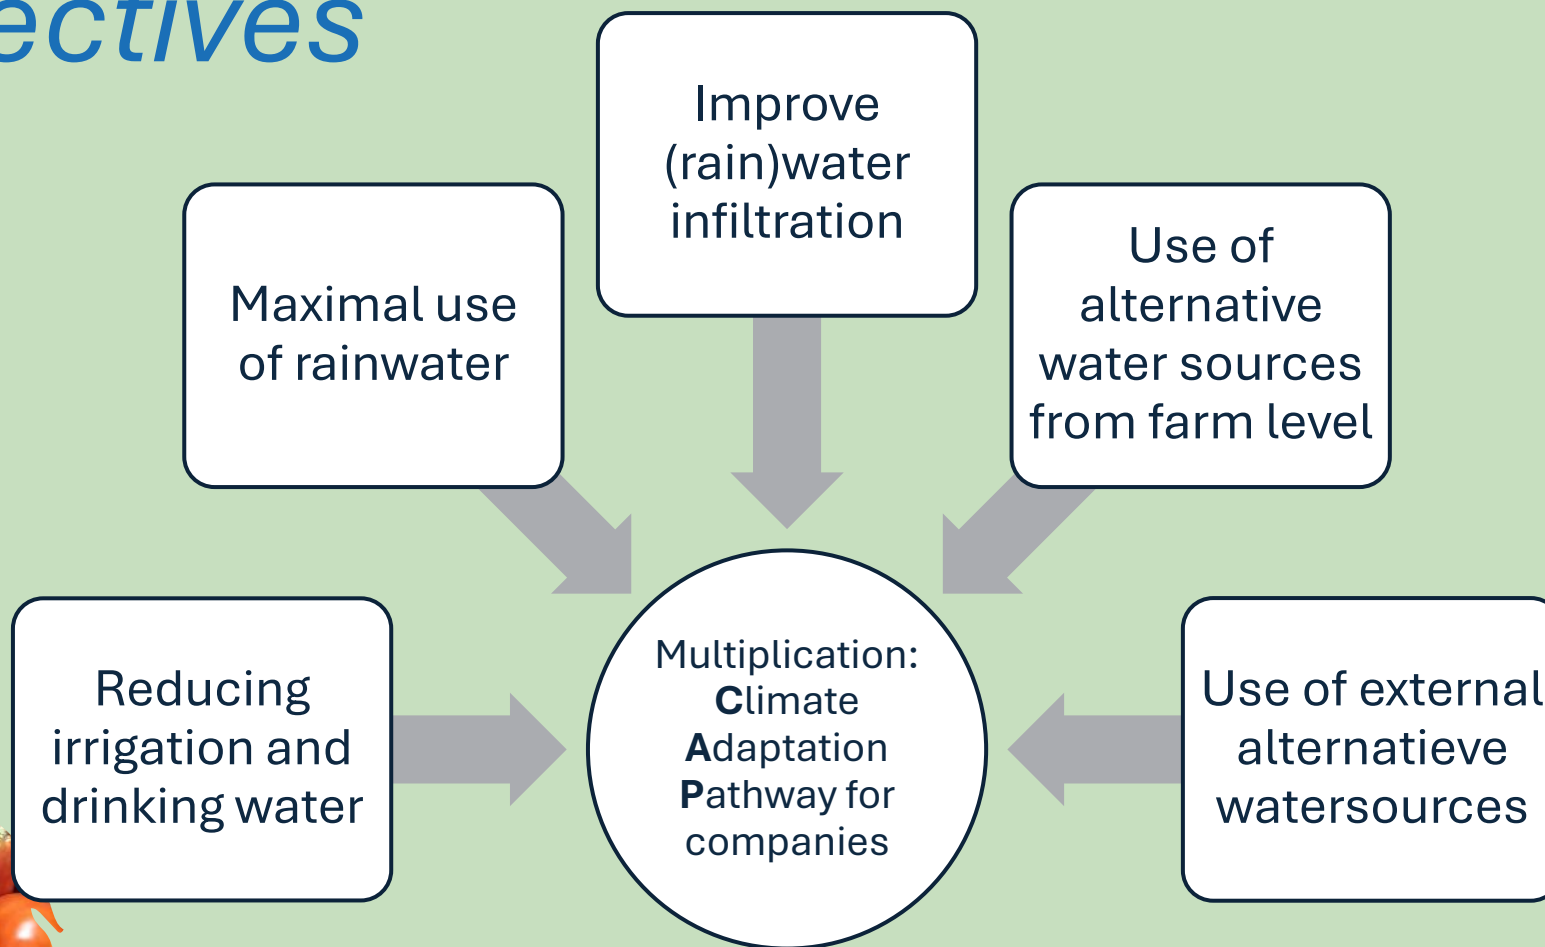 ectives
Improve
(rain)water
infiltration
Maximal use
of rainwater
Use of
alternative
water sources
from farm level
Reducing
irrigation and
drinking water
Multiplication:
Climate
Adaptation
Pathway for
companies
Use of external
alternatieve
watersources